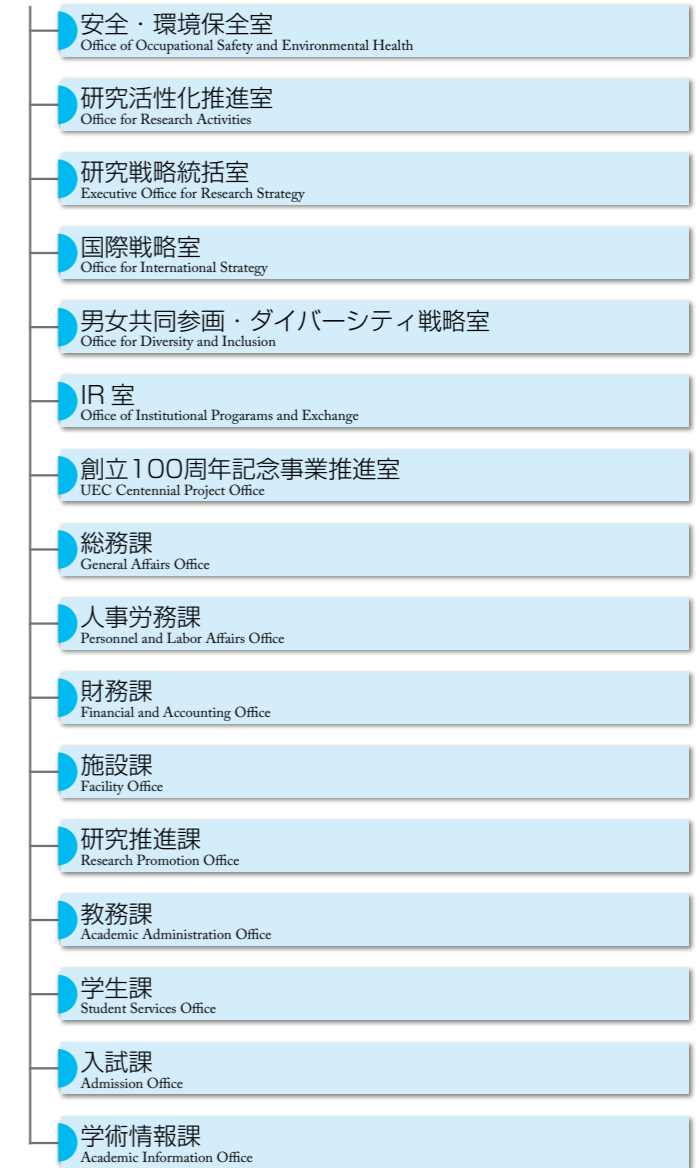 安全・環境保全室
Office of Occupational Safety and Environmental Health
研究活性化推進室
Office for Research Activities
研究戦略統括室
Executive Office for Research Strategy
国際戦略室
Office for International Strategy
男女共同参画・ダイバーシティ戦略室
Office for Diversity and Inclusion
IR 室
Office of Institutional Progarams and Exchange
創立100周年記念事業推進室
UEC Centennial Project Office
総務課
General Affairs Office
人事労務課
Personnel and Labor Affairs Office
財務課
Financial and Accounting Office
施設課
Facility Office
研究推進課
Research Promotion Office
教務課
Academic Administration Office
学生課
Student Services Office
入試課
Admission Office
学術情報課
Academic Information Office